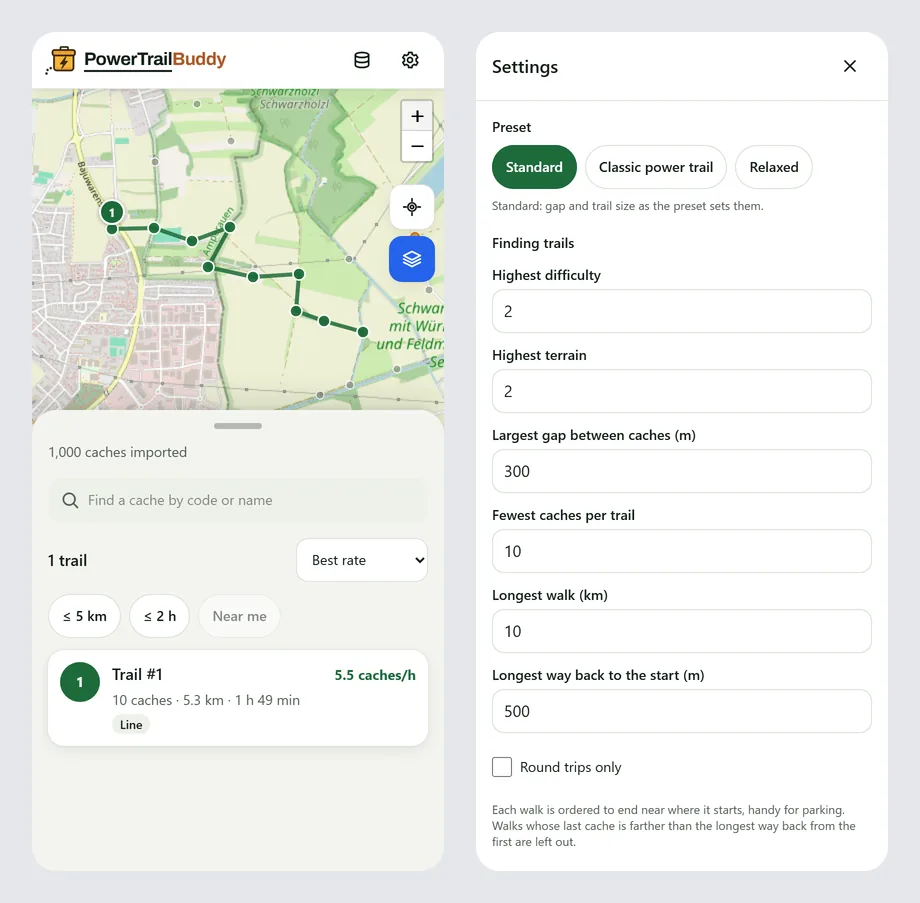 PowerTrailBuddy
Schwarzholzl
Schwarzholzl
+
−
1
Schwar
mit Wür
und Feldm
Se
1,000 caches imported
Find a cache by code or name
1 trail
Best rate
≤ 5 km
≤ 2 h
Near me
1
Trail #1
5.5 caches/h
10 caches · 5.3 km · 1 h 49 min
Line
Settings
Preset
Standard
Classic power trail
Relaxed
Standard: gap and trail size as the preset sets them.
Finding trails
Highest difficulty
2
Highest terrain
2
Largest gap between caches (m)
300
Fewest caches per trail
10
Longest walk (km)
10
Longest way back to the start (m)
500
Round trips only
Each walk is ordered to end near where it starts, handy for parking.
Walks whose last cache is farther than the longest way back from the
first are left out.